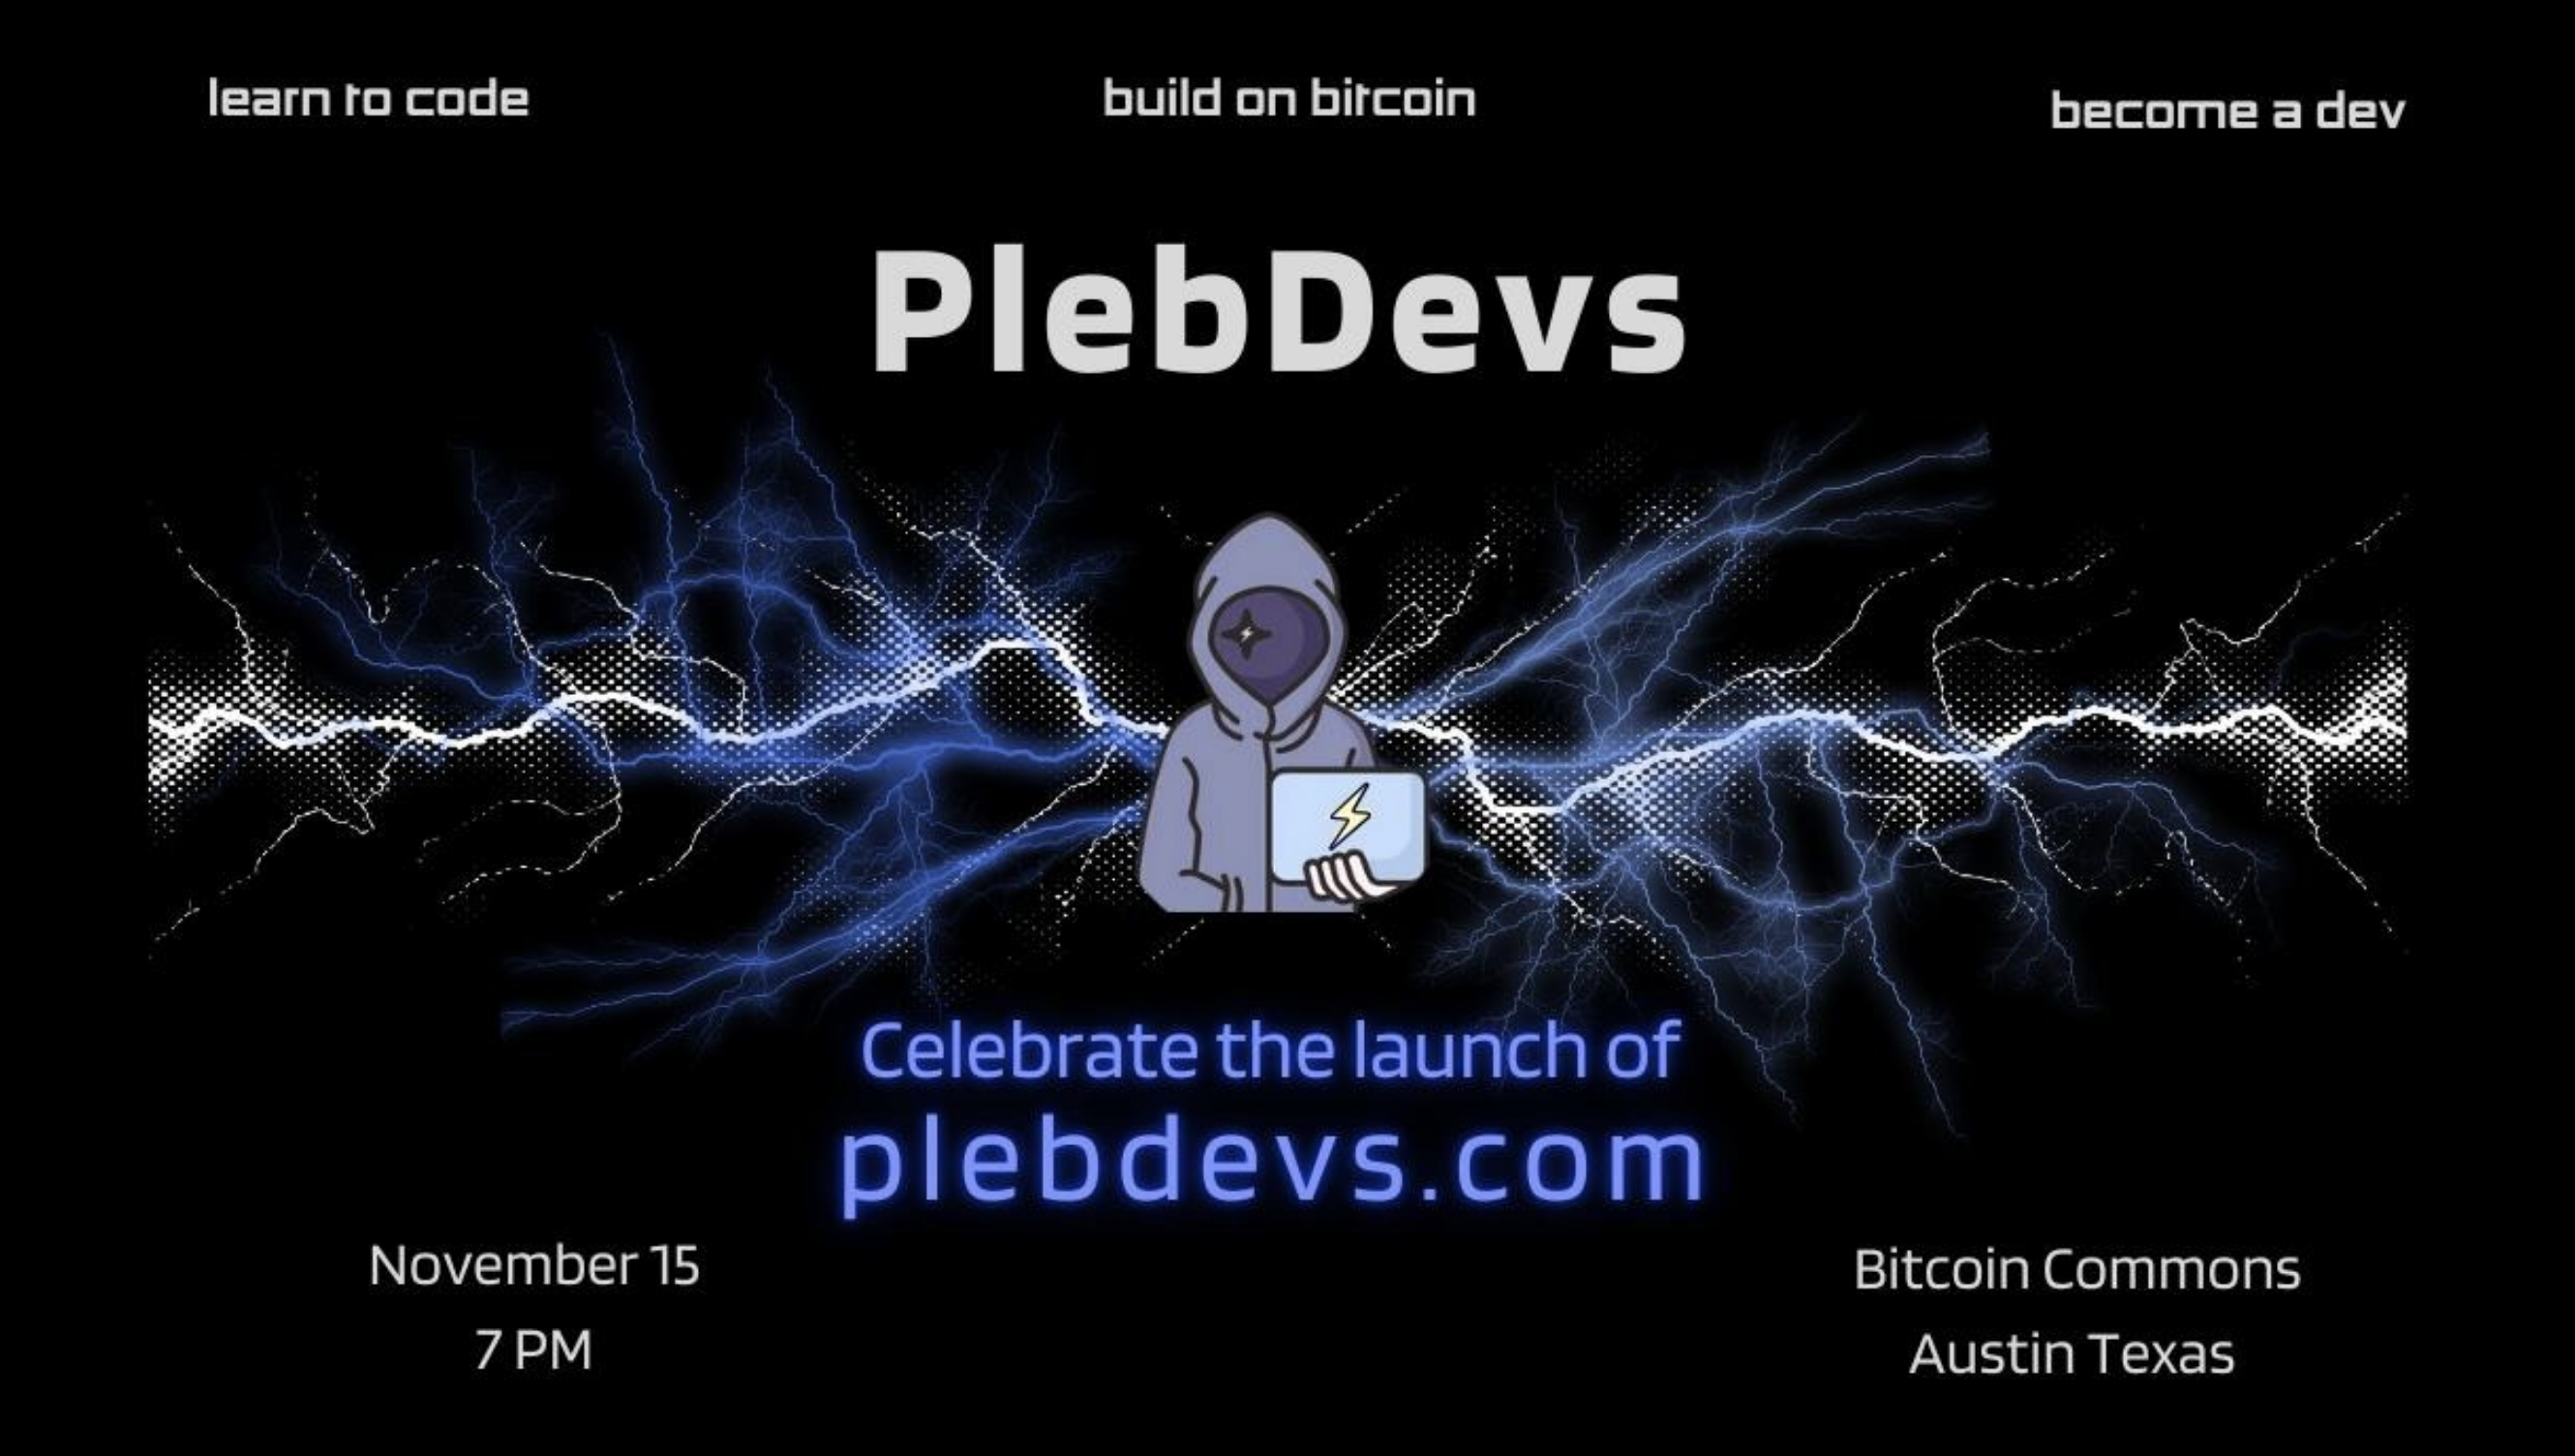 learn to code
build on bitcoin
become a dev
PlebDevs
Celebrate the launch of
plebdevs.com
November 15
7 PM
Bitcoin Commons
Austin Texas